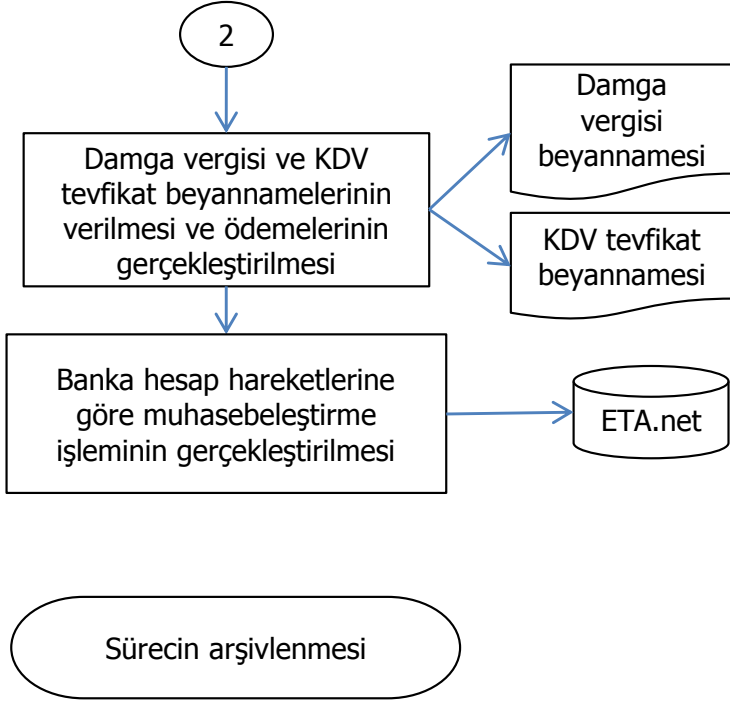 2
Damga vergisi ve KDV
tevfikat beyannamelerinin
verilmesi ve ödemelerinin
gerçekleştirilmesi
Damga
vergisi
beyannamesi
KDV tevfikat
beyannamesi
Banka hesap hareketlerine
göre muhasebeleştirme
işleminin gerçekleştirilmesi
ETA.net
Sürecin arşivlenmesi